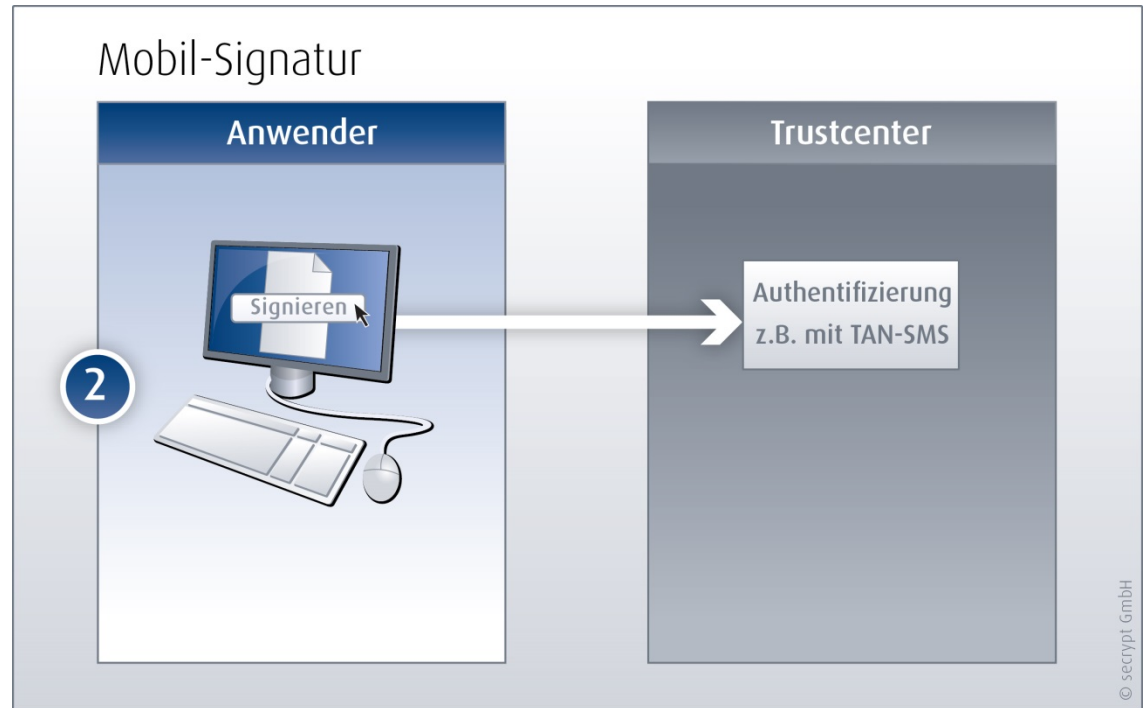 Mobil-Signatur
Anwender
Trustcenter
Signieren
Authentifizierung
z.B. mit TAN-SMS
2
© secrypt GmbH